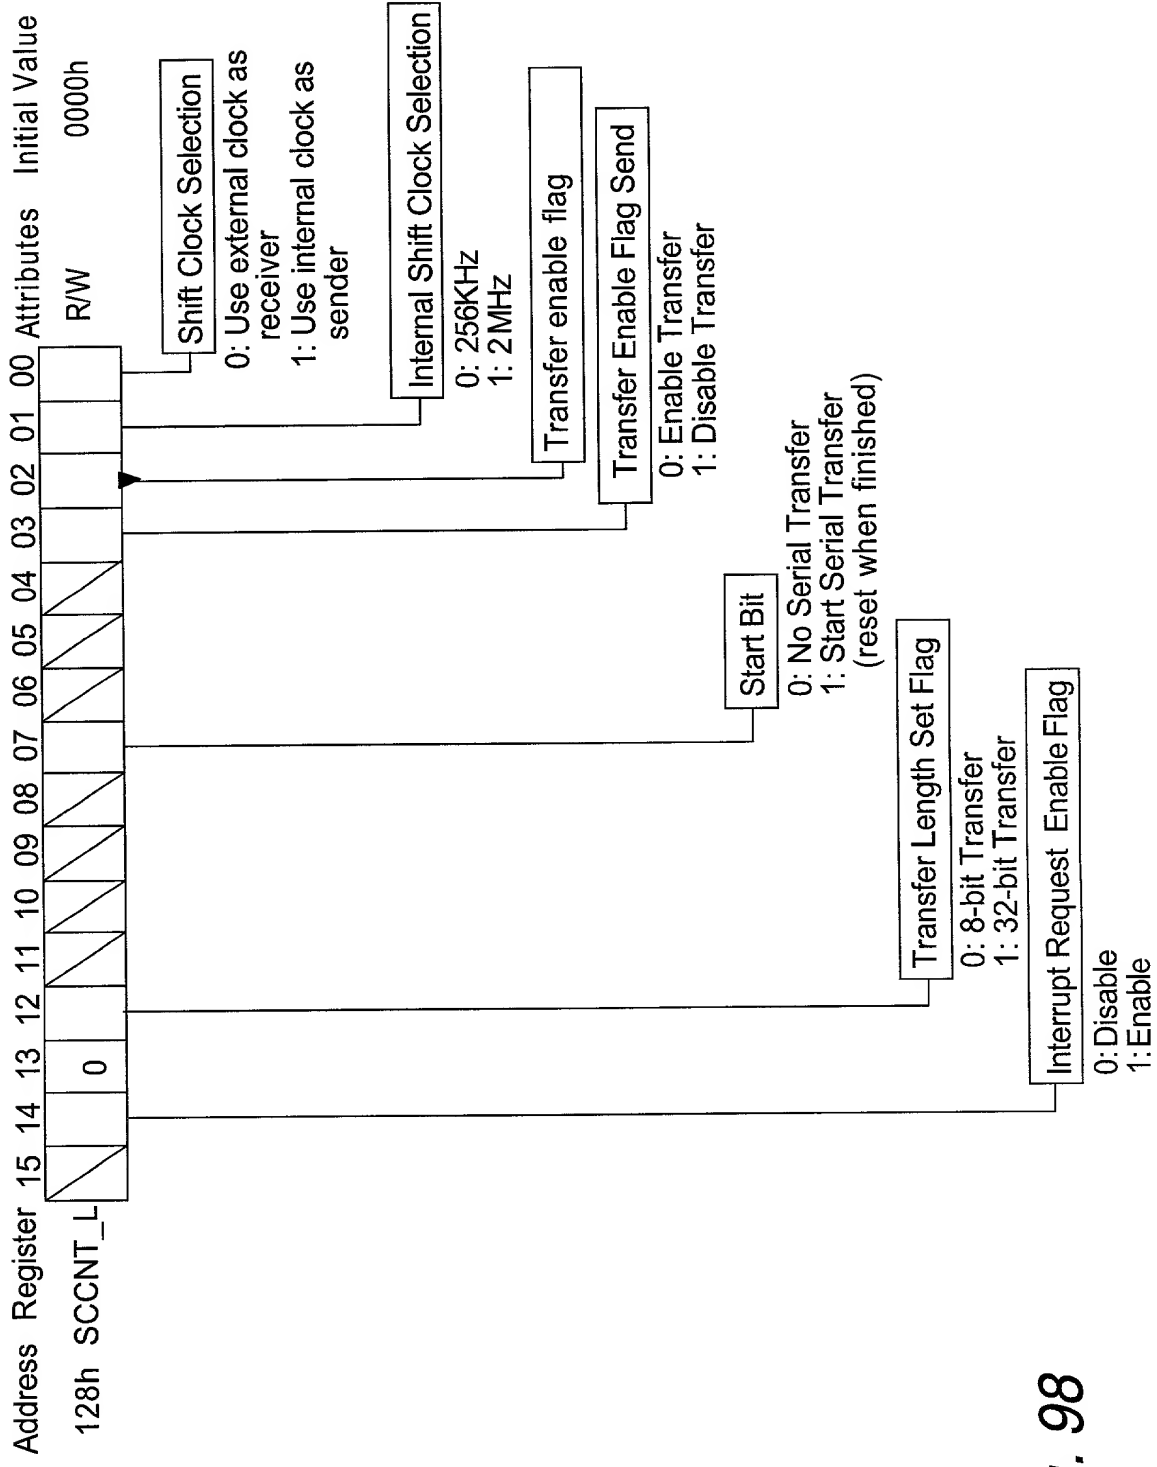 Address Register 15 14 13 12 11 10 09 08 07 06 05 04 03 02 01 00 Attributes Initial Value
128h SCCNT_L 0 R/W 0000h
Shift Clock Selection
0: Use external clock as
receiver
1: Use internal clock as
sender
Internal Shift Clock Selection
0: 256KHz
1: 2MHz
Transfer enable flag
Transfer Enable Flag Send
0: Enable Transfer
1: Disable Transfer
Start Bit
0: No Serial Transfer
1: Start Serial Transfer
(reset when finished)
Transfer Length Set Flag
0: 8-bit Transfer
1: 32-bit Transfer
Interrupt Request Enable Flag
0: Disable
1: Enable
98